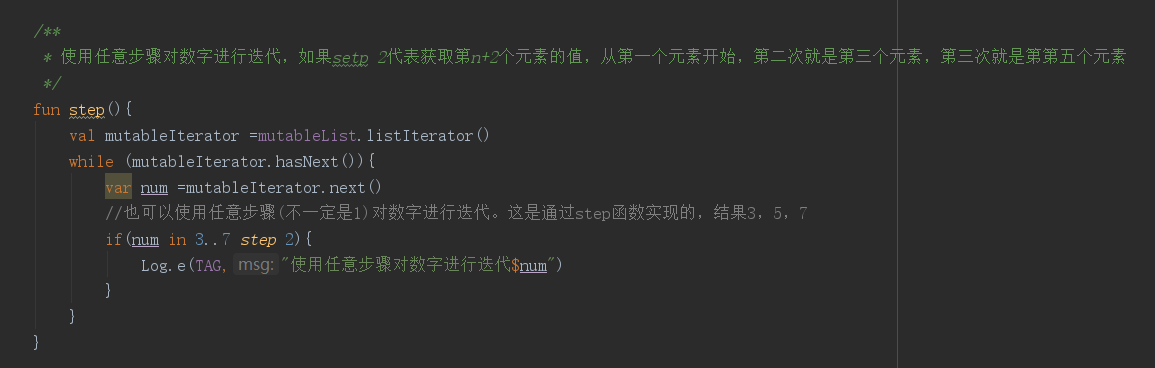 /**
 * 使用任意步骤对数字进行迭代，如果setp 2代表获取第n+2个元素的值，从第一个元素开始，第二次就是第三个元素，第三次就是第第五个元素
 */
fun step(){
    val mutableIterator =mutableList.listIterator()
    while (mutableIterator.hasNext()){
        var num =mutableIterator.next()
        //也可以使用任意步骤(不一定是1)对数字进行迭代。这是通过step函数实现的，结果3，5，7
        if(num in 3..7 step 2){
            Log.e(TAG, msg: "使用任意步骤对数字进行迭代$num")
        }
    }
}